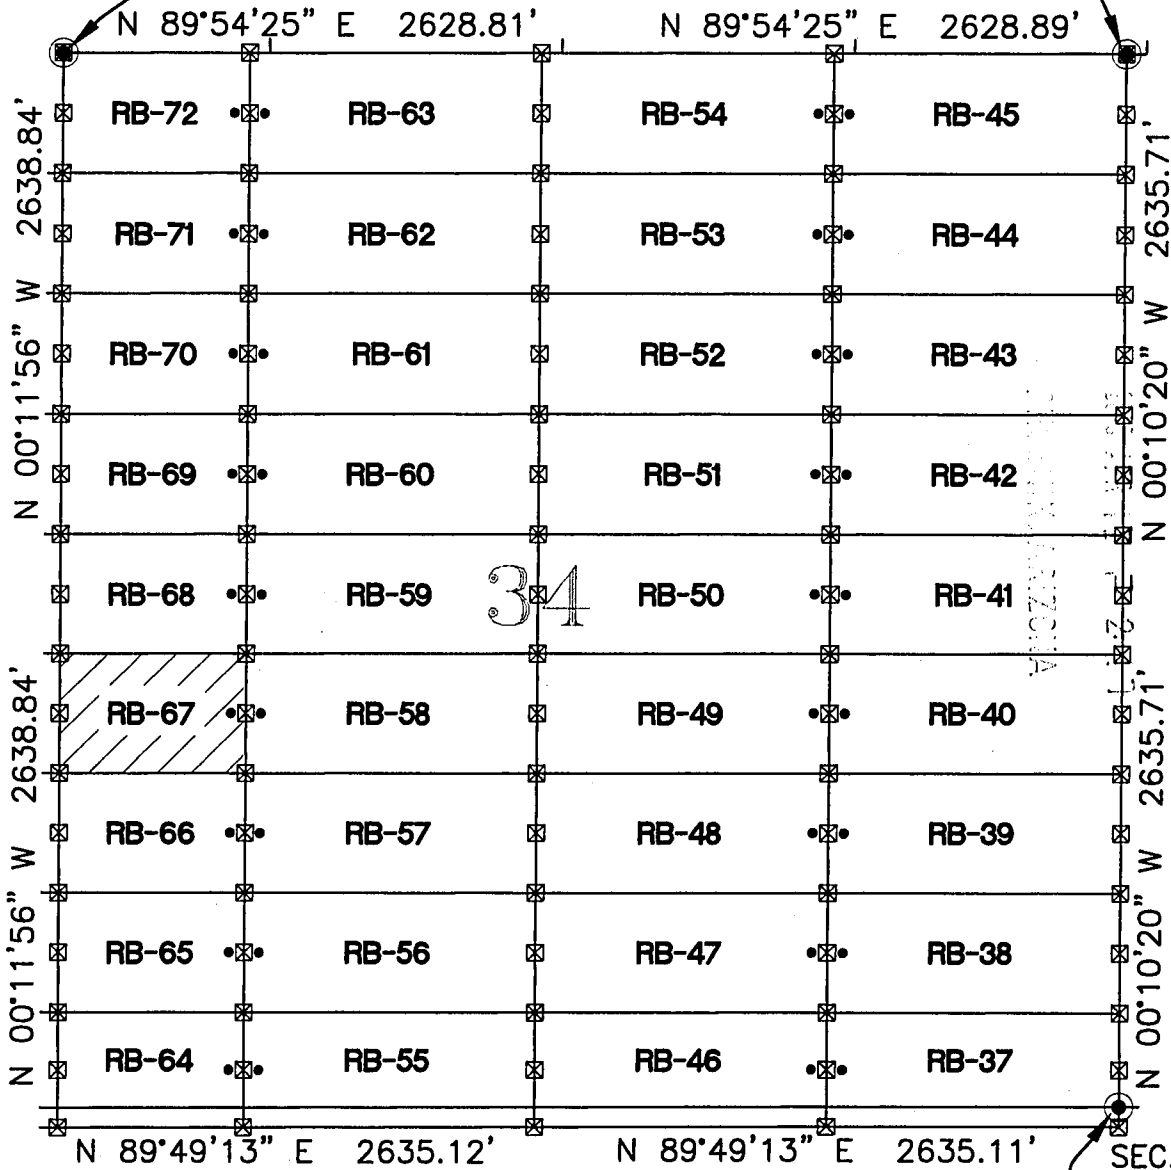 N 89°54'25" E 2628.81' N 89°54'25" E 2628.89'
N 00°11'56" W 2638.84'
N 00°11'56" W 2638.84'
RB-72 RB-63 RB-54 RB-45
RB-71 RB-62 RB-53 RB-44
RB-70 RB-61 RB-52 RB-43
RB-69 RB-60 RB-51 RB-42
RB-68 RB-59 34 RB-50 RB-41
RB-67 RB-58 RB-49 RB-40
RB-66 RB-57 RB-48 RB-39
RB-65 RB-56 RB-47 RB-38
RB-64 RB-55 RB-46 RB-37
N 00°10'20" W 2635.71'
N 00°10'20" W 2635.71'
N 89°49'13" E 2635.12' N 89°49'13" E 2635.11' SEC.